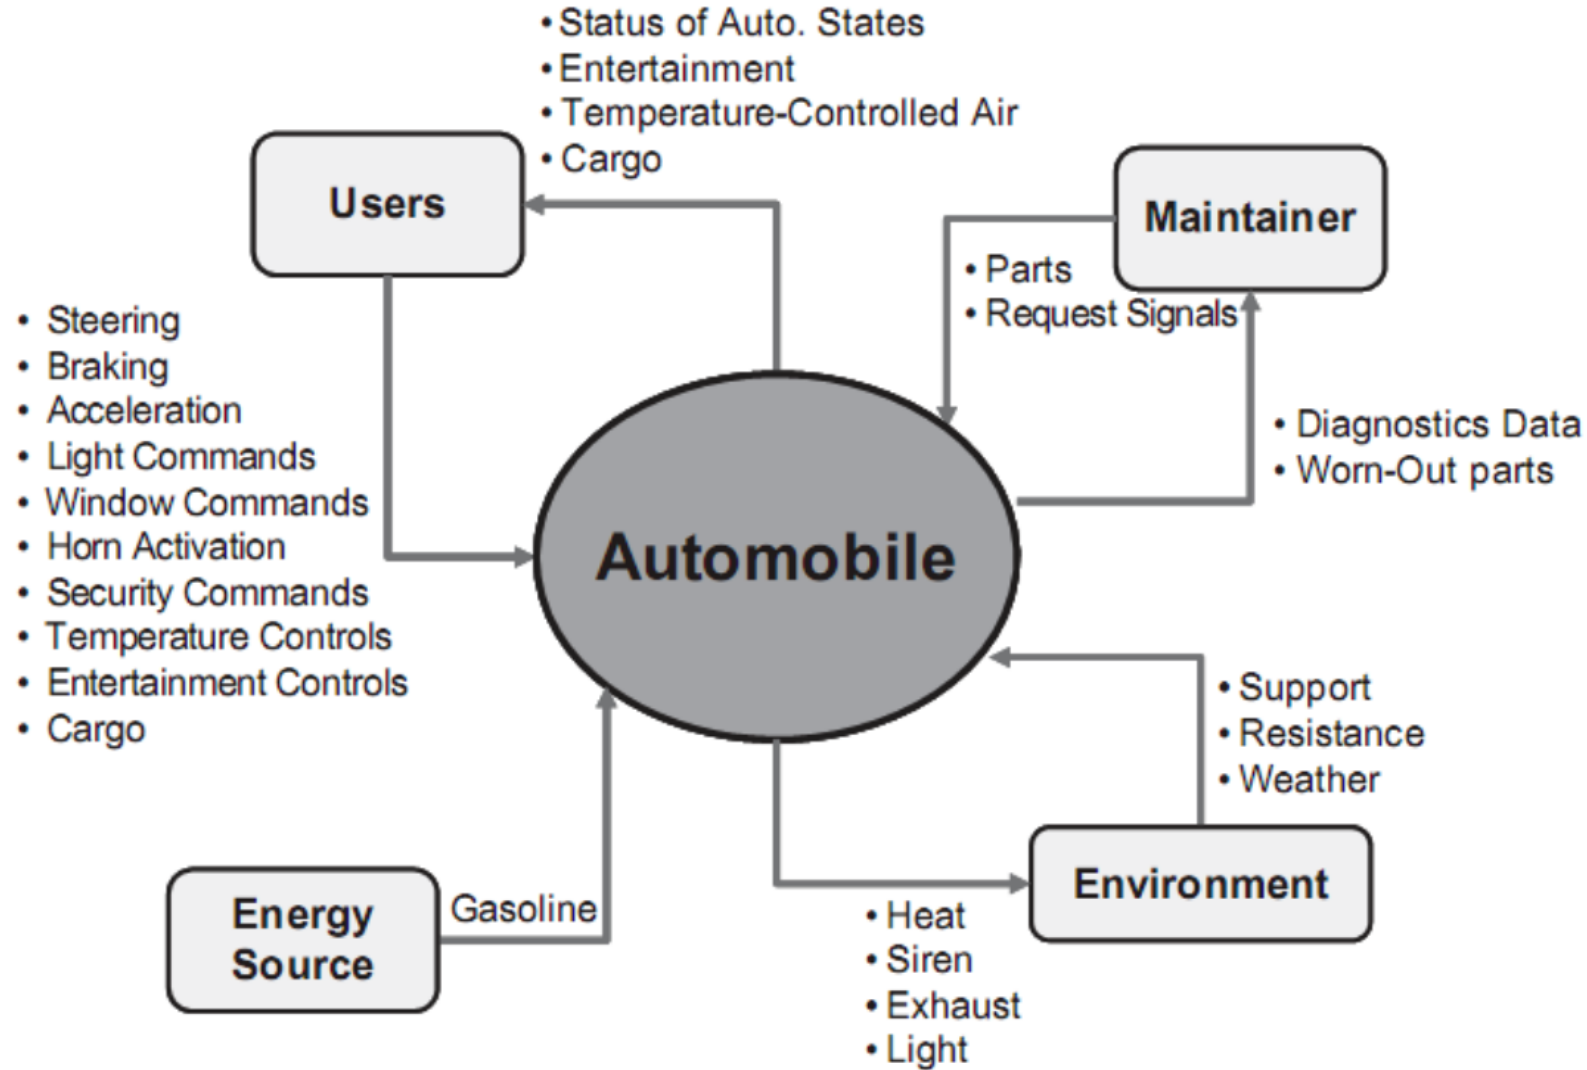 • Status of Auto. States
• Entertainment
• Temperature-Controlled Air
• Cargo
Users
Maintainer
• Parts
• Request Signals
• Steering
• Braking
• Acceleration
• Light Commands
• Window Commands
• Horn Activation
• Security Commands
• Temperature Controls
• Entertainment Controls
• Cargo
• Diagnostics Data
• Worn-Out parts
Automobile
• Support
• Resistance
• Weather
Energy
Source
Gasoline
Environment
• Heat
• Siren
• Exhaust
• Light